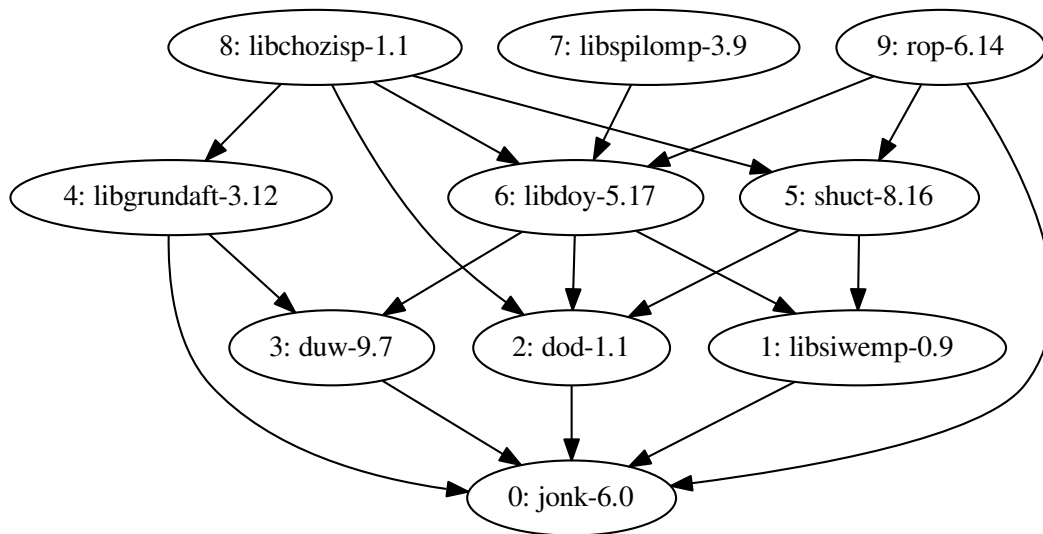 8: libchozisp-1.1
7: libspilomp-3.9
9: rop-6.14
4: libgrundaft-3.12
6: libdoy-5.17
5: shuct-8.16
3: duw-9.7
2: dod-1.1
1: libsiwemp-0.9
0: jonk-6.0